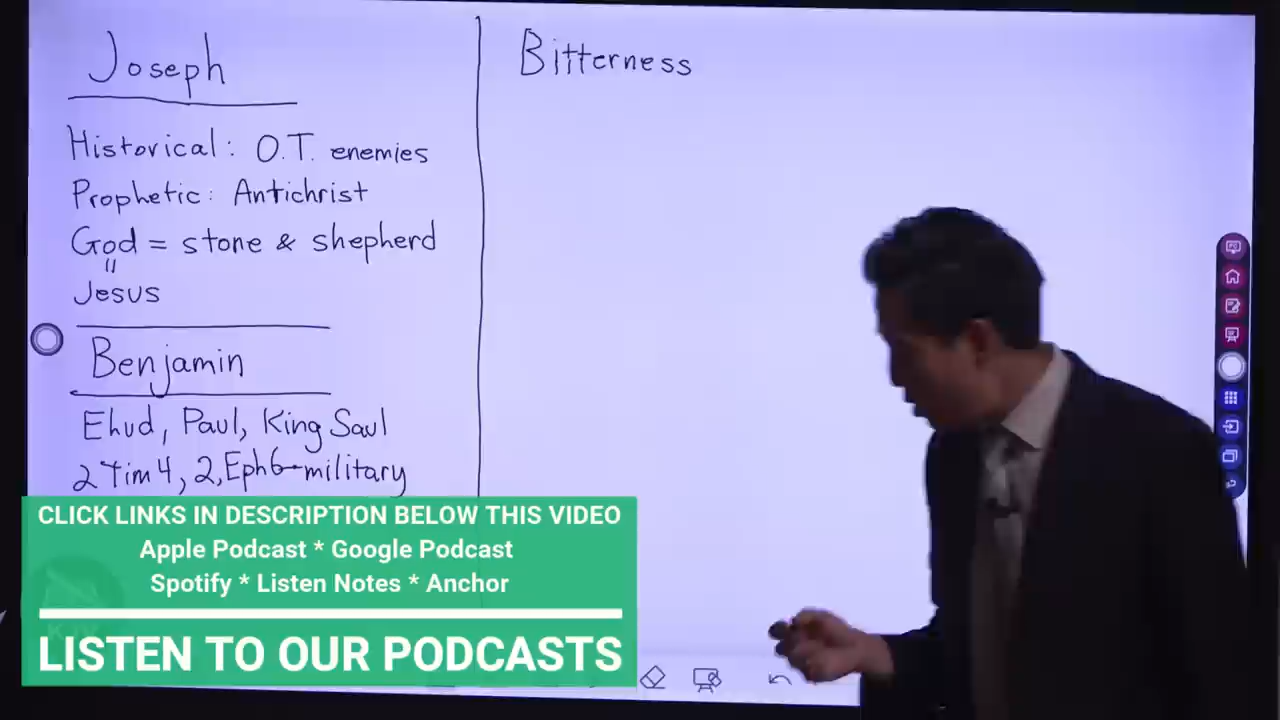 Joseph
Historical: O.T. enemies
Prophetic: Antichrist
God = stone & shepherd
"
Jesus
Benjamin
Ehud, Paul, King Saul
2 Tim 4, 2, Eph 6-military
Bitterness
CLICK LINKS IN DESCRIPTION BELOW THIS VIDEO
Apple Podcast * Google Podcast
Spotify * Listen Notes * Anchor
LISTEN TO OUR PODCASTS